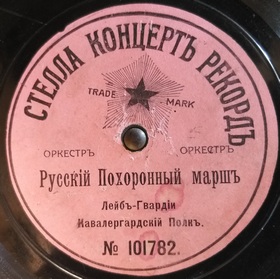 СТЕЛЛА КОНЦЕРТЪ РЕКОРДЪ
TRADE MARK
ОРКЕСТРЪ ОРКЕСТРЪ
Русскій Похоронный маршъ
Лейбъ-Гвардіи
Кавалергардскій Полкъ.
№ 101782.